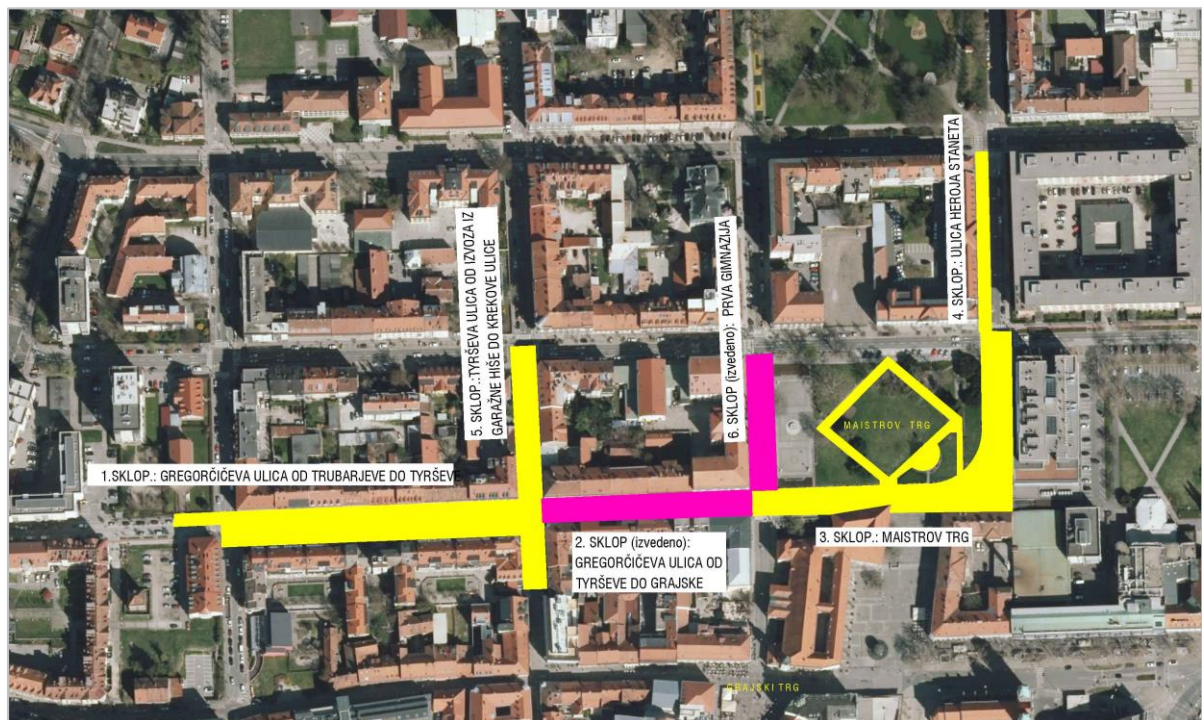 4. SKLOP.: ULICA HEROJA STANETA
5. SKLOP.:TYRŠEVA ULICA OD IZVOZA IZ
GARAŽNE HIŠE DO KREKOVE ULICE
6. SKLOP (izvedeno): PRVA GIMNAZIJA
MAISTROV TRG
1.SKLOP.: GREGORČIČEVA ULICA OD TRUBARJEVE DO TYRŠEVE
2. SKLOP (izvedeno):
GREGORČIČEVA ULICA OD
TYRŠEVE DO GRAJSKE
3. SKLOP.: MAISTROV TRG
GRAJSKI TRG